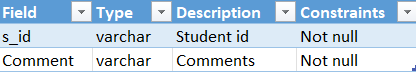 Field Type Description Constraints
s_id varchar Student id Not null
Comment varchar Comments Not null